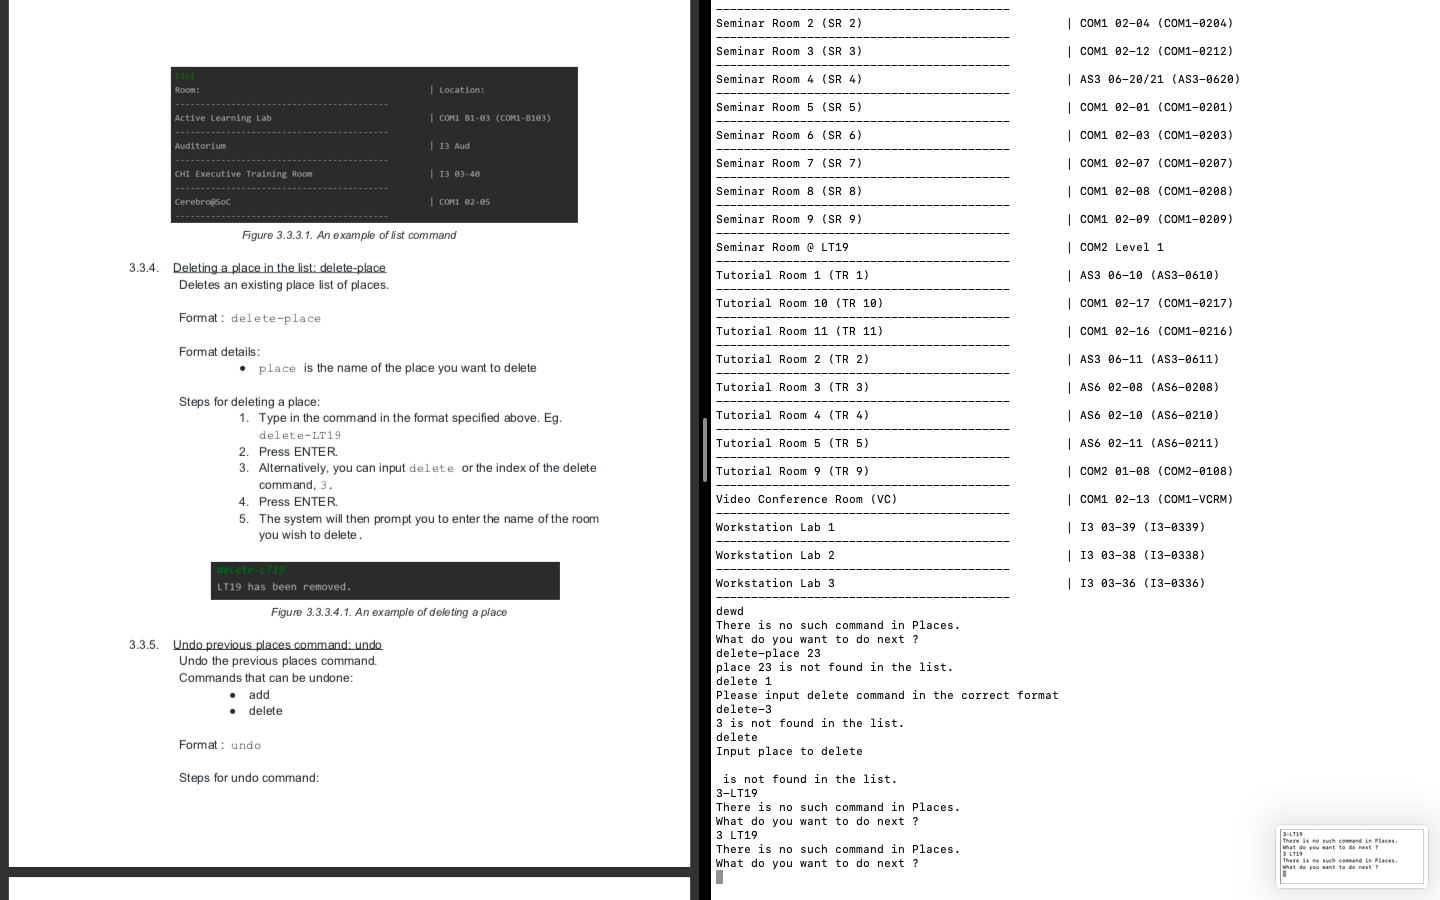 list
Room: | Location:
------------------------------------------
Active Learning Lab | COM1 B1-03 (COM1-B103)
------------------------------------------
Auditorium | I3 Aud
------------------------------------------
CHI Executive Training Room | I3 03-40
------------------------------------------
Cerebro@SoC | COM1 02-05
------------------------------------------
Figure 3.3.3.1. An example of list command
3.3.4. Deleting a place in the list: delete-place
Deletes an existing place list of places.
Format : delete-place
Format details:
● place is the name of the place you want to delete
Steps for deleting a place:
1. Type in the command in the format specified above. Eg.
delete-LT19
2. Press ENTER.
3. Alternatively, you can input delete or the index of the delete
command, 3.
4. Press ENTER.
5. The system will then prompt you to enter the name of the room
you wish to delete.
delete-LT19
LT19 has been removed.
Figure 3.3.3.4.1. An example of deleting a place
3.3.5. Undo previous places command: undo
Undo the previous places command.
Commands that can be undone:
● add
● delete
Format : undo
Steps for undo command:
------------------------------------------
Seminar Room 2 (SR 2) | COM1 02-04 (COM1-0204)
------------------------------------------
Seminar Room 3 (SR 3) | COM1 02-12 (COM1-0212)
------------------------------------------
Seminar Room 4 (SR 4) | AS3 06-20/21 (AS3-0620)
------------------------------------------
Seminar Room 5 (SR 5) | COM1 02-01 (COM1-0201)
------------------------------------------
Seminar Room 6 (SR 6) | COM1 02-03 (COM1-0203)
------------------------------------------
Seminar Room 7 (SR 7) | COM1 02-07 (COM1-0207)
------------------------------------------
Seminar Room 8 (SR 8) | COM1 02-08 (COM1-0208)
------------------------------------------
Seminar Room 9 (SR 9) | COM1 02-09 (COM1-0209)
------------------------------------------
Seminar Room @ LT19 | COM2 Level 1
------------------------------------------
Tutorial Room 1 (TR 1) | AS3 06-10 (AS3-0610)
------------------------------------------
Tutorial Room 10 (TR 10) | COM1 02-17 (COM1-0217)
------------------------------------------
Tutorial Room 11 (TR 11) | COM1 02-16 (COM1-0216)
------------------------------------------
Tutorial Room 2 (TR 2) | AS3 06-11 (AS3-0611)
------------------------------------------
Tutorial Room 3 (TR 3) | AS6 02-08 (AS6-0208)
------------------------------------------
Tutorial Room 4 (TR 4) | AS6 02-10 (AS6-0210)
------------------------------------------
Tutorial Room 5 (TR 5) | AS6 02-11 (AS6-0211)
------------------------------------------
Tutorial Room 9 (TR 9) | COM2 01-08 (COM2-0108)
------------------------------------------
Video Conference Room (VC) | COM1 02-13 (COM1-VCRM)
------------------------------------------
Workstation Lab 1 | I3 03-39 (I3-0339)
------------------------------------------
Workstation Lab 2 | I3 03-38 (I3-0338)
------------------------------------------
Workstation Lab 3 | I3 03-36 (I3-0336)
------------------------------------------
dewd
There is no such command in Places.
What do you want to do next ?
delete-place 23
place 23 is not found in the list.
delete 1
Please input delete command in the correct format
delete-3
3 is not found in the list.
delete
Input place to delete
is not found in the list.
3-LT19
There is no such command in Places.
What do you want to do next ?
3 LT19
There is no such command in Places.
What do you want to do next ?
3-LT19
There is no such command in Places.
What do you want to do next ?
3 LT19
There is no such command in Places.
What do you want to do next ?